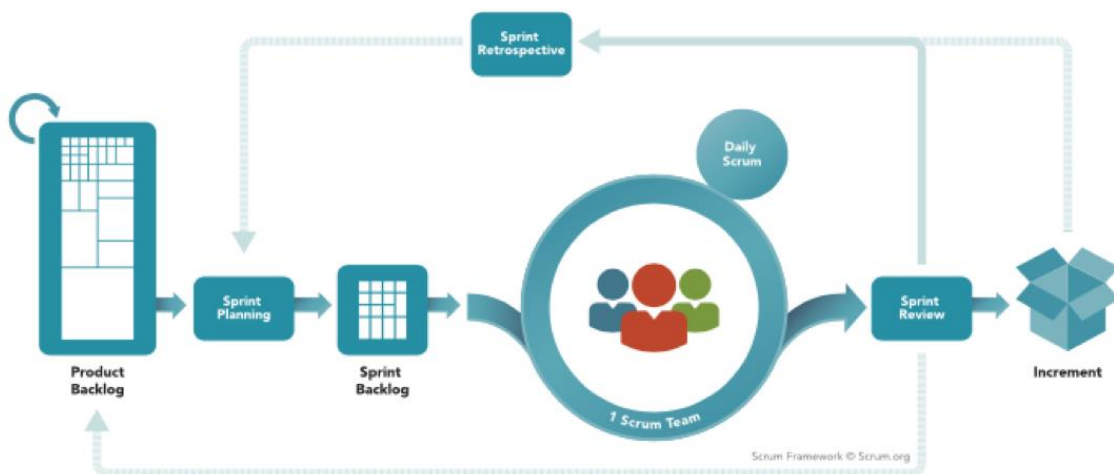 Sprint
Retrospective
Daily
Scrum
Sprint
Planning
Sprint
Review
Product
Backlog
Sprint
Backlog
1 Scrum Team
Increment
Scrum Framework © Scrum.org